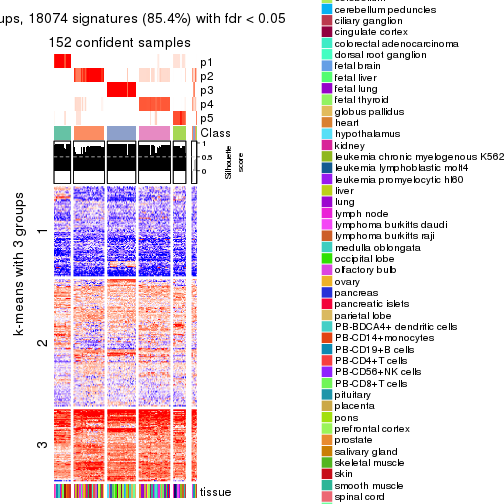 ups, 18074 signatures (85.4%) with fdr < 0.05
152 confident samples
p1
p2
p3
p4
p5
Class
1
0.5
0
Silhouette
score
k-means with 3 groups
1
2
3
tissue
cerebellum peduncles
ciliary ganglion
cingulate cortex
colorectal adenocarcinoma
dorsal root ganglion
fetal brain
fetal liver
fetal lung
fetal thyroid
globus pallidus
heart
hypothalamus
kidney
leukemia chronic myelogenous K562
leukemia lymphoblastic molt4
leukemia promyelocytic hl60
liver
lung
lymph node
lymphoma burkitts daudi
lymphoma burkitts raji
medulla oblongata
occipital lobe
olfactory bulb
ovary
pancreas
pancreatic islets
parietal lobe
PB-BDCA4+ dendritic cells
PB-CD14+monocytes
PB-CD19+B cells
PB-CD4+T cells
PB-CD56+NK cells
PB-CD8+T cells
pituitary
placenta
pons
prefrontal cortex
prostate
salivary gland
skeletal muscle
skin
smooth muscle
spinal cord